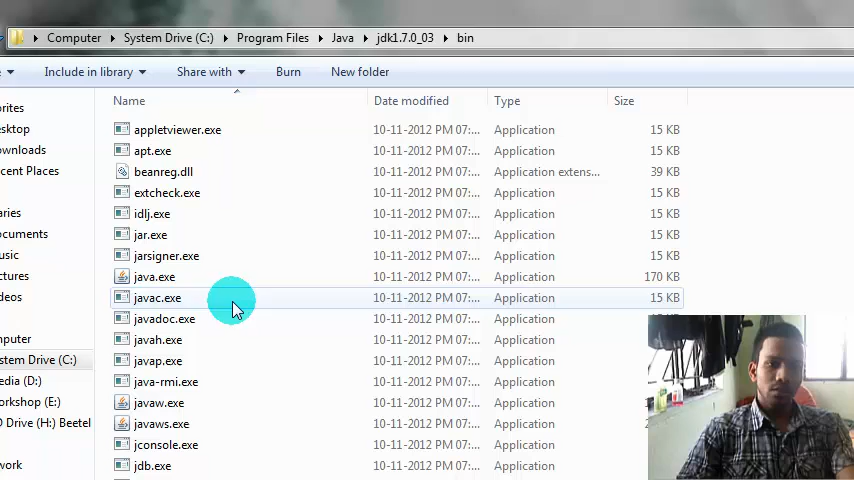 Computer System Drive (C:) Program Files Java jdk1.7.0_03 bin
Include in library Share with Burn New folder
Name Date modified Type Size
appletviewer.exe 10-11-2012 PM 07:... Application 15 KB
apt.exe 10-11-2012 PM 07:... Application 15 KB
beanreg.dll 10-11-2012 PM 07:... Application extens... 39 KB
extcheck.exe 10-11-2012 PM 07:... Application 15 KB
idlj.exe 10-11-2012 PM 07:... Application 15 KB
jar.exe 10-11-2012 PM 07:... Application 15 KB
jarsigner.exe 10-11-2012 PM 07:... Application 15 KB
java.exe 10-11-2012 PM 07:... Application 170 KB
javac.exe 10-11-2012 PM 07:... Application 15 KB
javadoc.exe 10-11-2012 PM 07:... Application 15 KB
javah.exe 10-11-2012 PM 07:... Application
javap.exe 10-11-2012 PM 07:... Application
java-rmi.exe 10-11-2012 PM 07:... Application
javaw.exe 10-11-2012 PM 07:... Application
javaws.exe 10-11-2012 PM 07:... Application
jconsole.exe 10-11-2012 PM 07:... Application
jdb.exe 10-11-2012 PM 07:... Application
orites
sktop
wnloads
cent Places
aries
cuments
usic
ctures
deos
mputer
stem Drive (C:)
edia (D:)
orkshop (E:)
D Drive (H:) Beetel
work